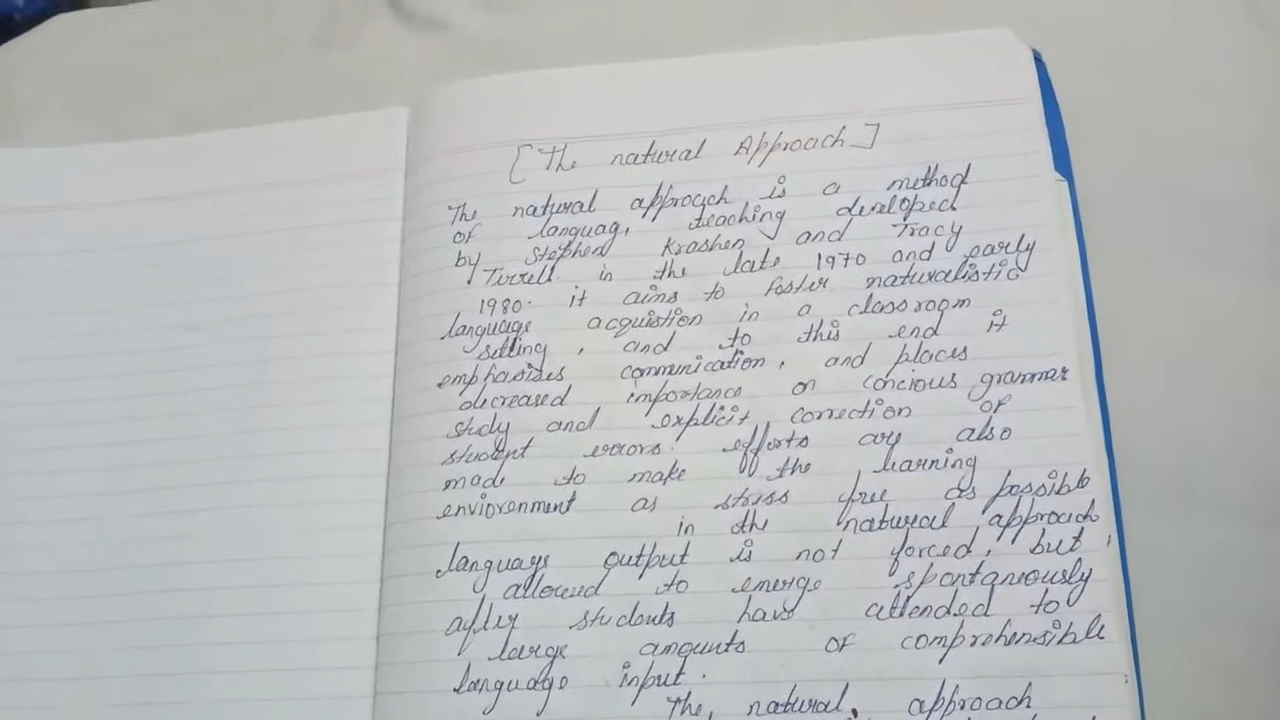 [The natural Approach]
The natural approach is a method
of languag, teaching developed
by Stephen Krashen and Tracy
Tirrell. in the late 1970 and early
1980. it aims to foster naturalistic
language acquistion in a classroom
setting, and to this end it
emphasises communication, and places
decreased importance on concious grammar
study and explicit correction of
student errors. efforts are also
made to make the learning
enviorenment as stress free as possible
in the natural approach
language output is not forced, but
allowed to emerge spontaneously
after students have attended to
large amounts of comprehensible
language input.
The, natural, approach